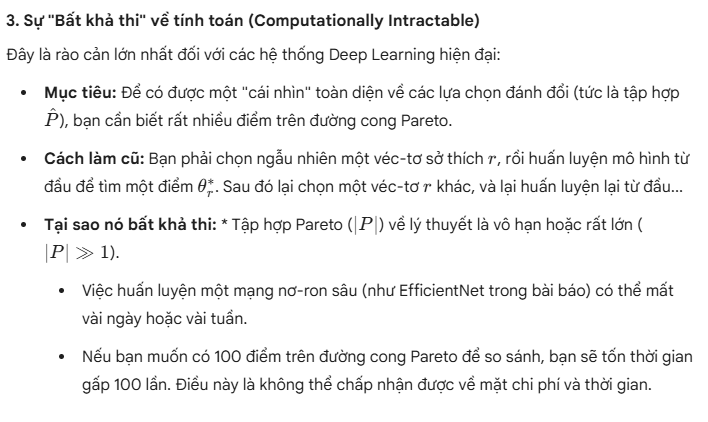 3. Sự "Bất khả thi" về tính toán (Computationally Intractable)
Đây là rào cản lớn nhất đối với các hệ thống Deep Learning hiện đại:
• Mục tiêu: Để có được một "cái nhìn" toàn diện về các lựa chọn đánh đổi (tức là tập hợp
P̂), bạn cần biết rất nhiều điểm trên đường cong Pareto.
• Cách làm cũ: Bạn phải chọn ngẫu nhiên một véc-tơ sở thích r, rồi huấn luyện mô hình từ
đầu để tìm một điểm θ*ᵣ. Sau đó lại chọn một véc-tơ r khác, và lại huấn luyện lại từ đầu...
• Tại sao nó bất khả thi: * Tập hợp Pareto (|P|) về lý thuyết là vô hạn hoặc rất lớn (
|P| ≫ 1).
• Việc huấn luyện một mạng nơ-ron sâu (như EfficientNet trong bài báo) có thể mất
vài ngày hoặc vài tuần.
• Nếu bạn muốn có 100 điểm trên đường cong Pareto để so sánh, bạn sẽ tốn thời gian
gấp 100 lần. Điều này là không thể chấp nhận được về mặt chi phí và thời gian.